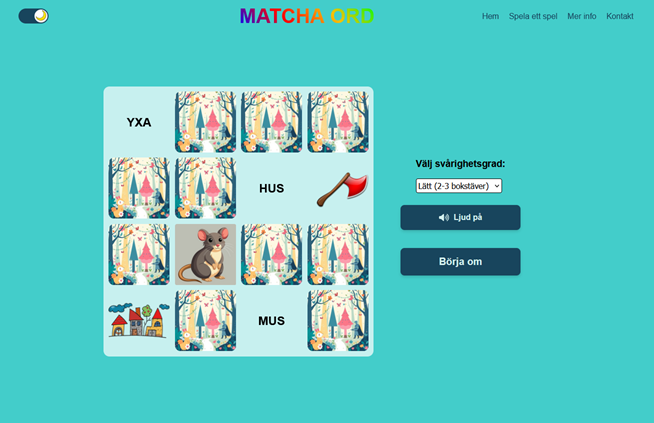 MATCHA ORD
Hem Spela ett spel Mer info Kontakt
YXA
HUS
MUS
Välj svårighetsgrad:
Lätt (2-3 bokstäver)
Ljud på
Börja om